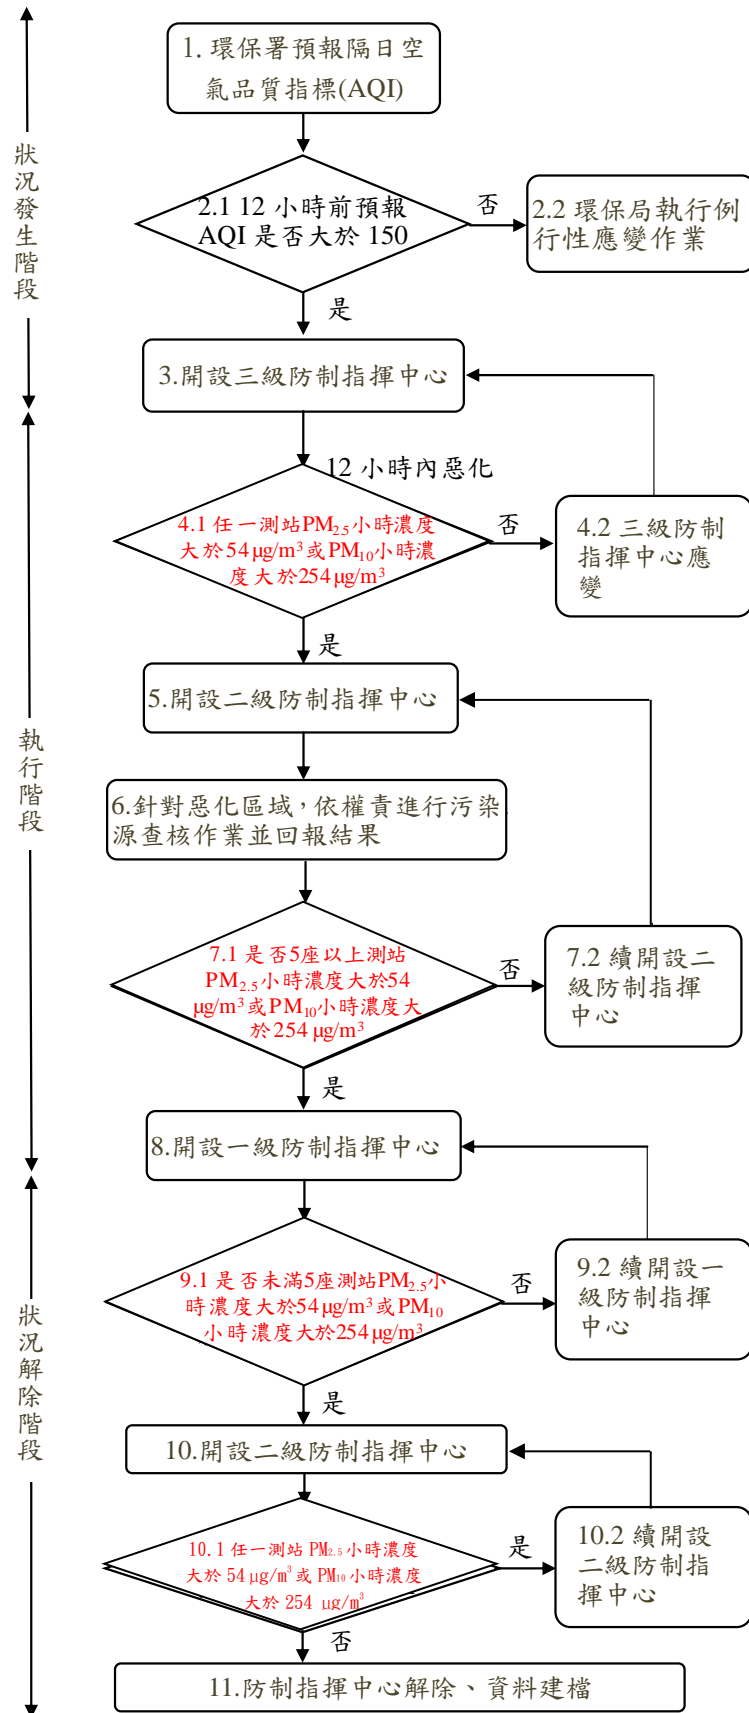 1. 環保署預報隔日空
氣品質指標(AQI)
狀況發生階段
2.1 12 小時前預報
AQI 是否大於 150
否
2.2 環保局執行例
行性應變作業
是
3.開設三級防制指揮中心
12 小時內惡化
4.1 任一測站PM2.5小時濃度
大於54 µg/m³或PM10小時濃
度大於254 µg/m³
否
4.2 三級防制
指揮中心應
變
是
5.開設二級防制指揮中心
執行階段
6.針對惡化區域，依權責進行污染
源查核作業並回報結果
7.1 是否5座以上測站
PM2.5小時濃度大於54
µg/m³或PM10小時濃度大
於254 µg/m³
否
7.2 續開設二
級防制指揮
中心
是
8.開設一級防制指揮中心
9.1 是否未滿5座測站PM2.5小
時濃度大於54 µg/m³或PM10
小時濃度大於254 µg/m³
否
9.2 續開設一
級防制指揮
中心
狀況解除階段
是
10.開設二級防制指揮中心
10.1 任一測站 PM2.5 小時濃度
大於 54 µg/m³或 PM10 小時濃度
大於 254 µg/m³
是
10.2 續開設
二級防制指
揮中心
否
11.防制指揮中心解除、資料建檔